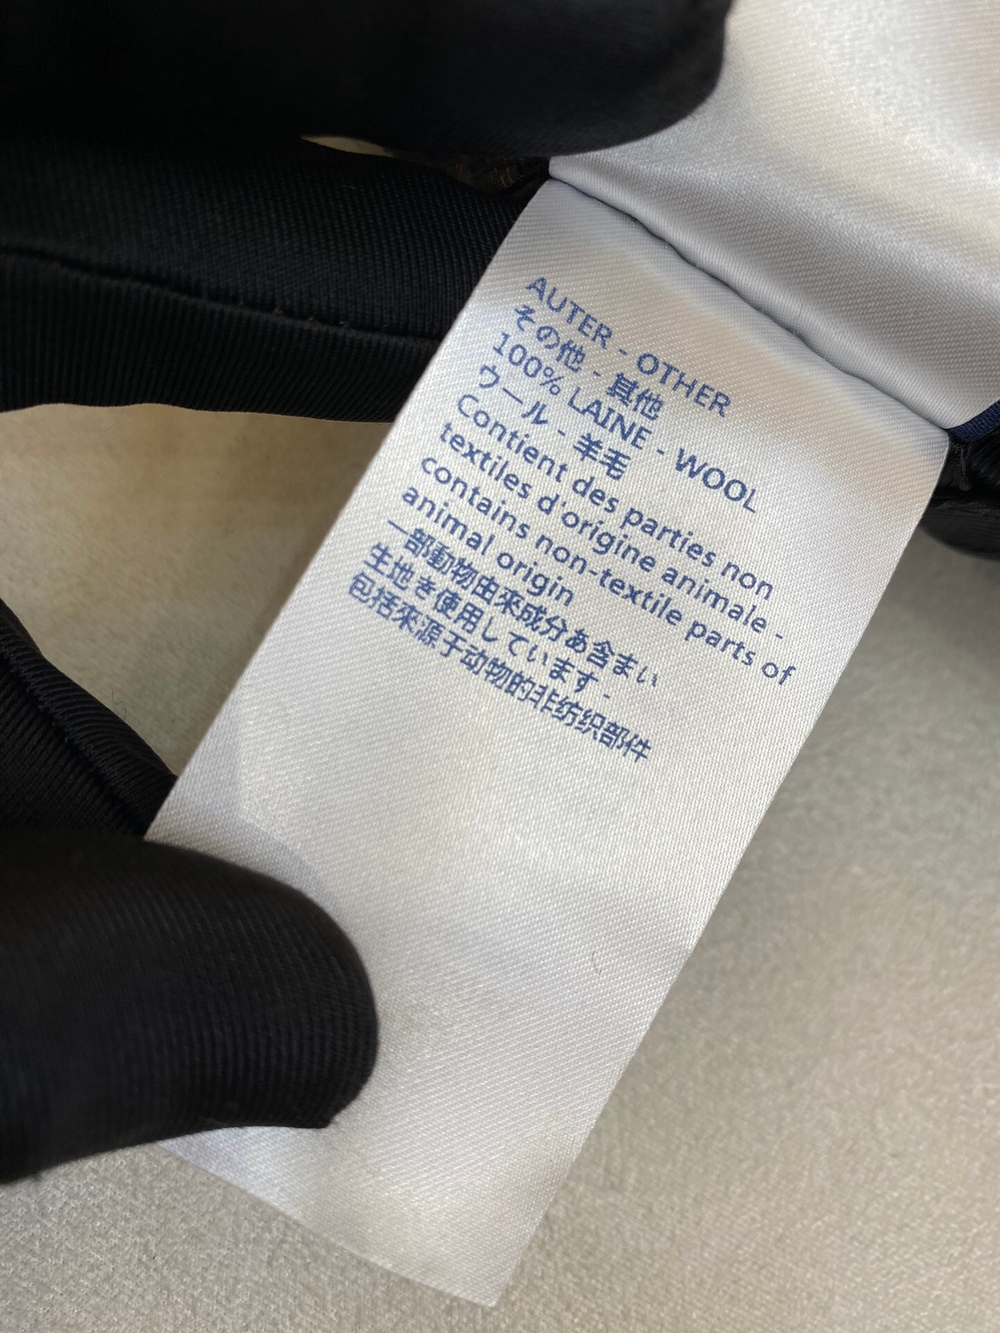 AUTER - OTHER
その他 - 其他
100% LAINE - WOOL
ウール - 羊毛
Contient des parties non
textiles d'origine animale -
contains non-textile parts of
animal origin
一部動物由來成分あ含まい
生地き使用しています -
包括來源于动物的非纺织部件